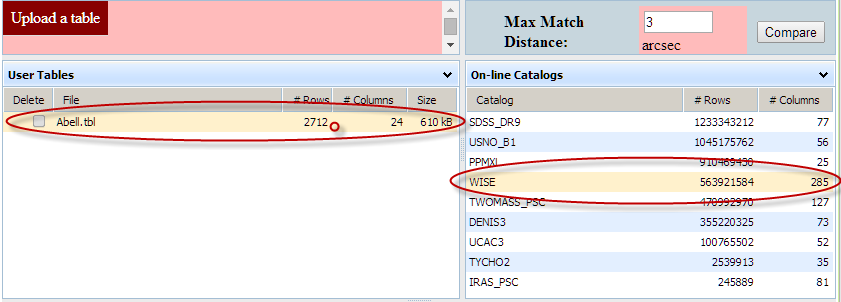 Upload a table
Max Match Distance:
3
arcsec
Compare
User Tables
Delete File # Rows # Columns Size
Abell.tbl 2712 24 610 kB
On-line Catalogs
Catalog # Rows # Columns
SDSS_DR9 1233343212 77
USNO_B1 1045175762 56
PPMXL 910469430 25
WISE 563921584 285
TWOMASS_PSC 470992970 127
DENIS3 355220325 73
UCAC3 100765502 52
TYCHO2 2539913 35
IRAS_PSC 245889 81